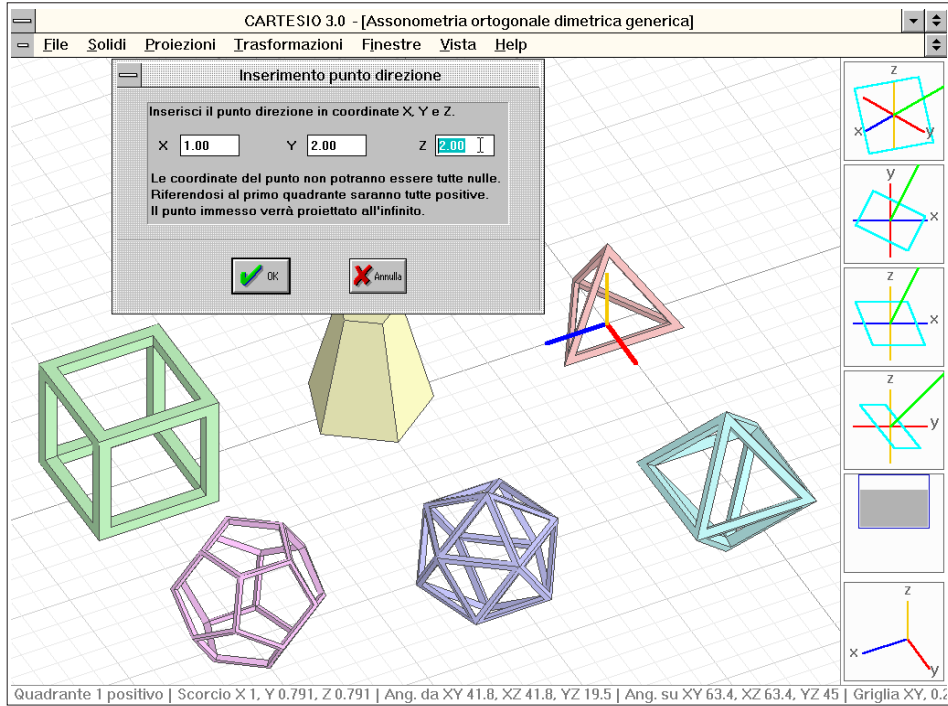 CARTESIO 3.0 - [Assonometria ortogonale dimetrica generica]
File Solidi Proiezioni Trasformazioni Finestre Vista Help
Inserimento punto direzione
Inserisci il punto direzione in coordinate X, Y e Z.
X 1.00 Y 2.00 Z 2.00
Le coordinate del punto non potranno essere tutte nulle.
Riferendosi al primo quadrante saranno tutte positive.
Il punto immesso verrà proiettato all'infinito.
OK Annulla
z
x y
y
x
z
x
z
y
z
x
y
Quadrante 1 positivo | Scorcio X 1, Y 0.791, Z 0.791 | Ang. da XY 41.8, XZ 41.8, YZ 19.5 | Ang. su XY 63.4, XZ 63.4, YZ 45 | Griglia XY, 0.2